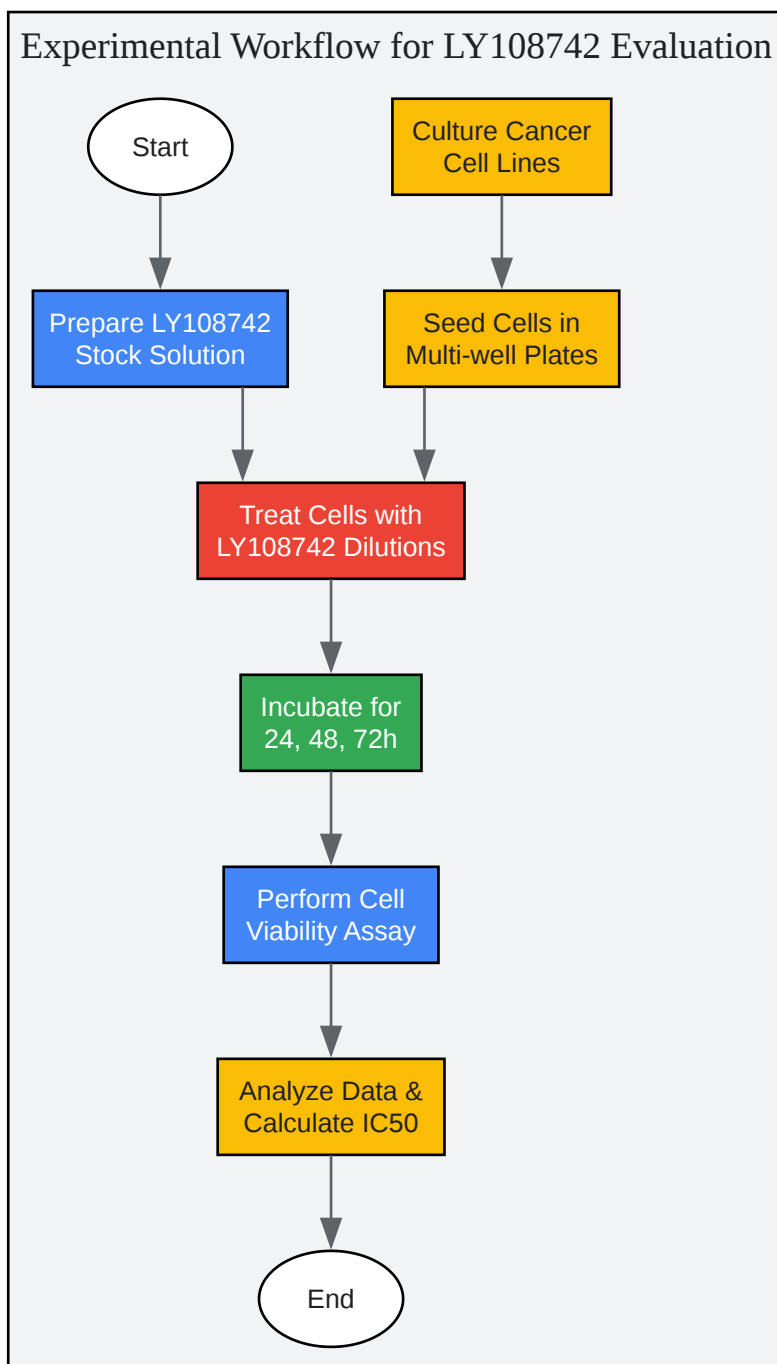 Experimental Workflow for LY108742 Evaluation
Start
Culture Cancer
Cell Lines
Prepare LY108742
Stock Solution
Seed Cells in
Multi-well Plates
Treat Cells with
LY108742 Dilutions
Incubate for
24, 48, 72h
Perform Cell
Viability Assay
Analyze Data &
Calculate IC50
End